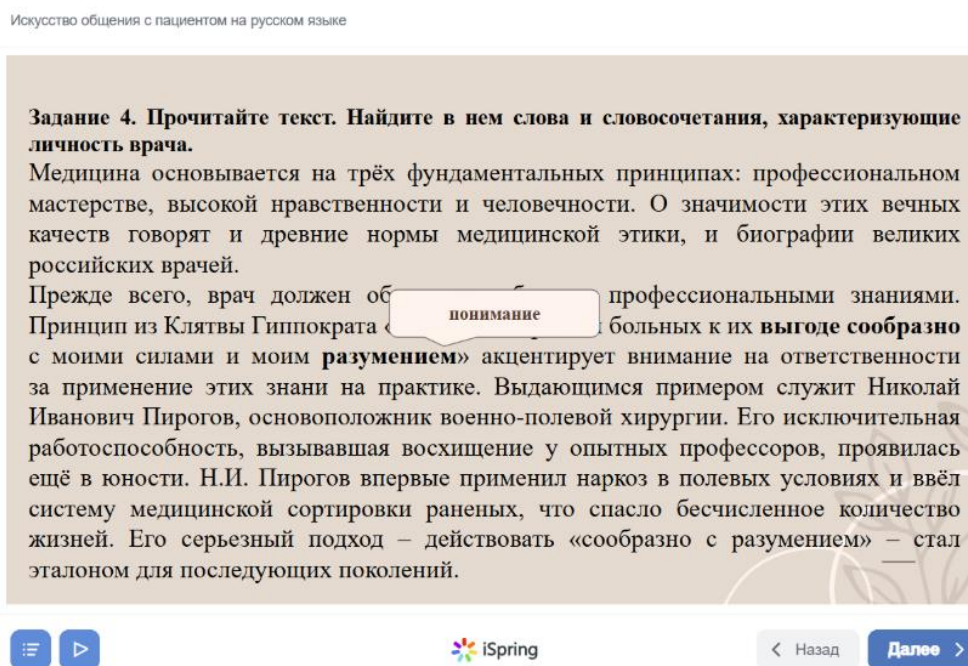 Искусство общения с пациентом на русском языке
Задание 4. Прочитайте текст. Найдите в нем слова и словосочетания, характеризующие
личность врача.
Медицина основывается на трёх фундаментальных принципах: профессиональном
мастерстве, высокой нравственности и человечности. О значимости этих вечных
качеств говорят и древние нормы медицинской этики, и биографии великих
российских врачей.
Прежде всего, врач должен профессиональными знаниями.
понимание
Принцип из Клятвы Гиппократа « больных к их выгоде сообразно
с моими силами и моим разумением» акцентирует внимание на ответственности
за применение этих знани на практике. Выдающимся примером служит Николай
Иванович Пирогов, основоположник военно-полевой хирургии. Его исключительная
работоспособность, вызывавшая восхищение у опытных профессоров, проявилась
ещё в юности. Н.И. Пирогов впервые применил наркоз в полевых условиях и ввёл
систему медицинской сортировки раненых, что спасло бесчисленное количество
жизней. Его серьезный подход – действовать «сообразно с разумением» – стал
эталоном для последующих поколений.
iSpring
Назад
Далее